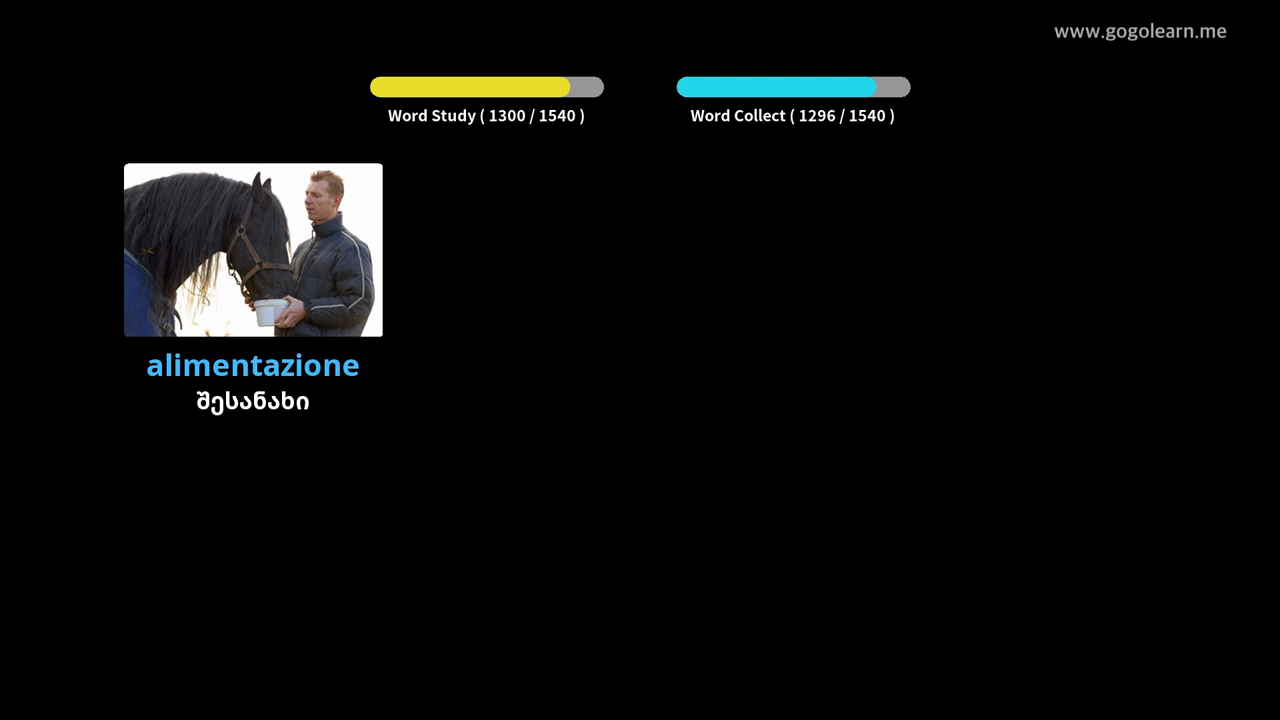 www.gogolearn.me
Word Study ( 1300 / 1540 )
Word Collect ( 1296 / 1540 )
alimentazione
შესანახი